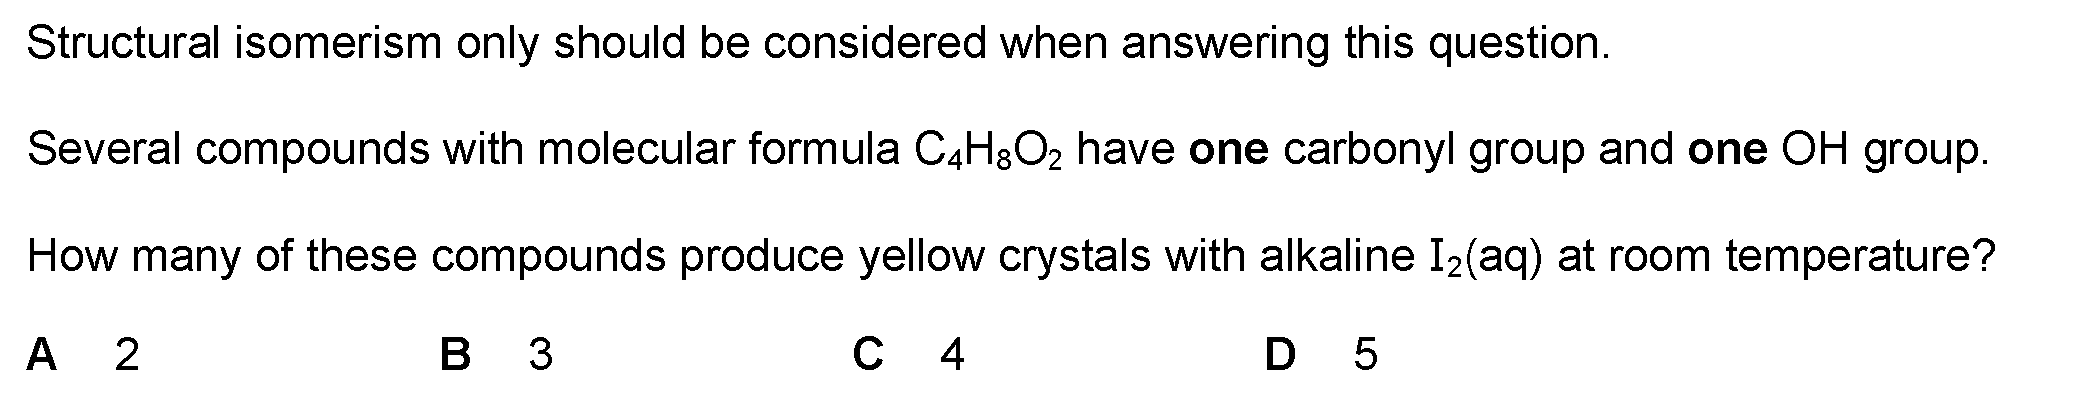 Structural isomerism only should be considered when answering this question.
Several compounds with molecular formula C₄H₈O₂ have one carbonyl group and one OH group.
How many of these compounds produce yellow crystals with alkaline I₂(aq) at room temperature?
A 2 B 3 C 4 D 5